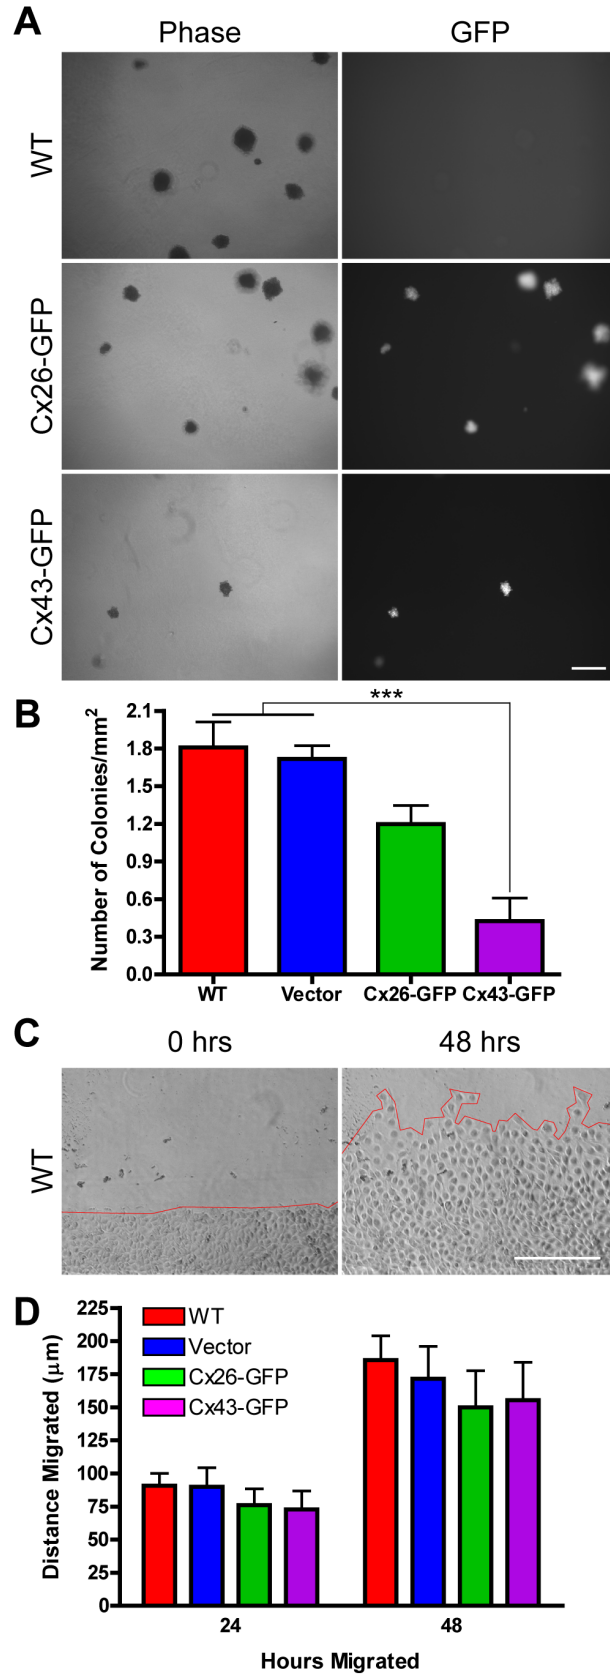 A
Phase GFP
WT
Cx26-GFP
Cx43-GFP
B
***
Number of Colonies/mm2
2.1
1.8
1.5
1.2
0.9
0.6
0.3
0.0
WT Vector Cx26-GFP Cx43-GFP
C
0 hrs 48 hrs
WT
D
Distance Migrated (μm)
225
200
175
150
125
100
75
50
25
0
WT
Vector
Cx26-GFP
Cx43-GFP
24 48
Hours Migrated